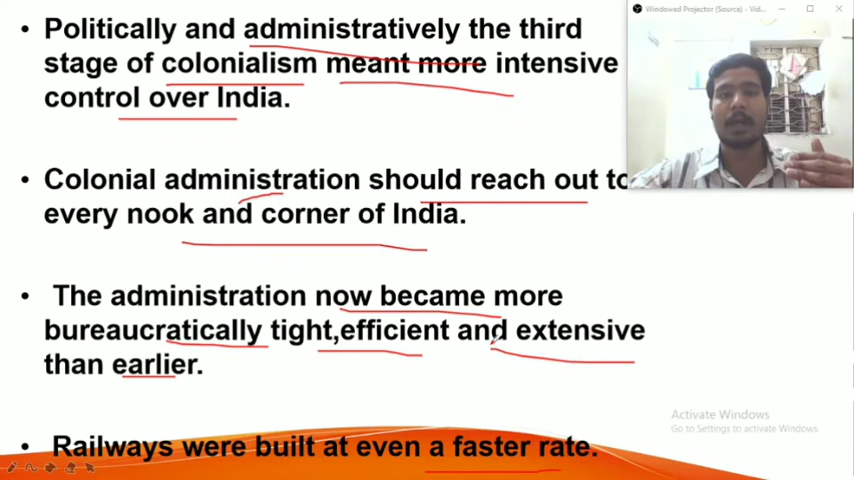 • Politically and administratively the third
stage of colonialism meant more intensive
control over India.
• Colonial administration should reach out to
every nook and corner of India.
• The administration now became more
bureaucratically tight,efficient and extensive
than earlier.
• Railways were built at even a faster rate.
Windowed Projector (Source) - Vid...
Activate Windows
Go to Settings to activate Windows.